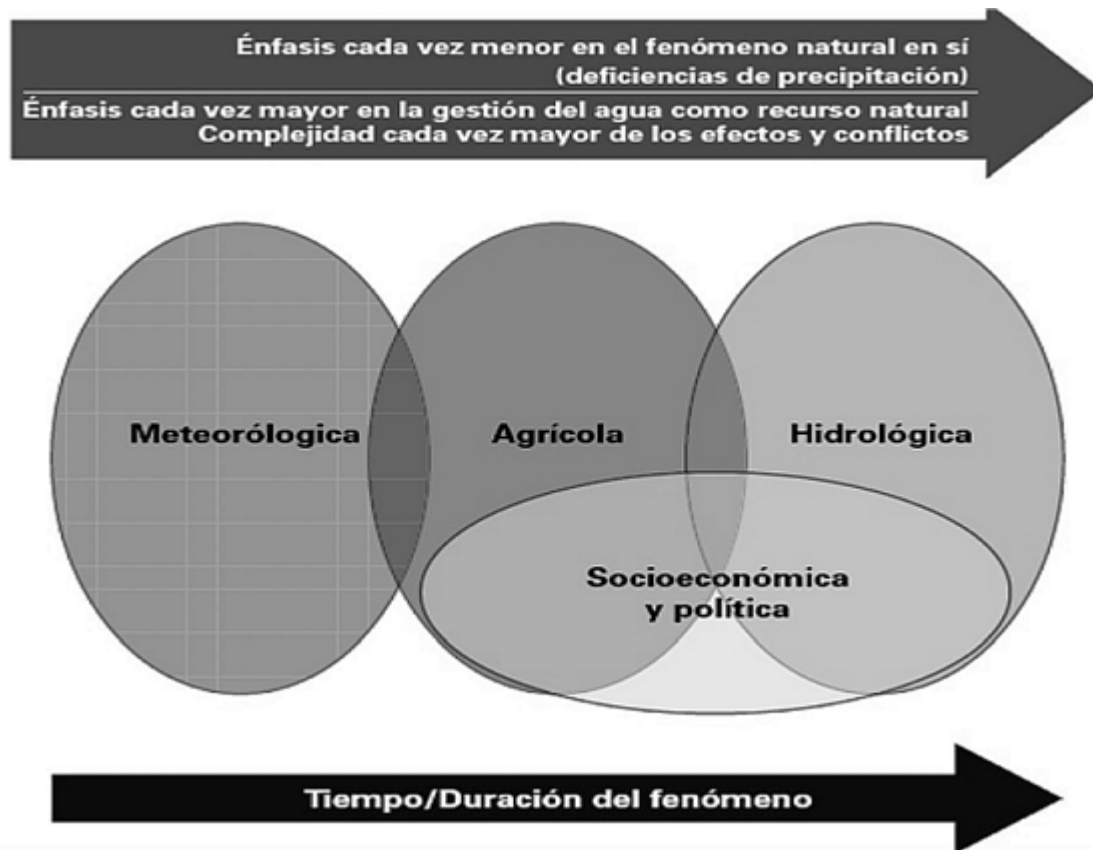 Énfasis cada vez menor en el fenómeno natural en sí
(deficiencias de precipitación)
Énfasis cada vez mayor en la gestión del agua como recurso natural
Complejidad cada vez mayor de los efectos y conflictos
Meteorólogica
Agrícola
Hidrológica
Socioeconómica
y política
Tiempo/Duración del fenómeno